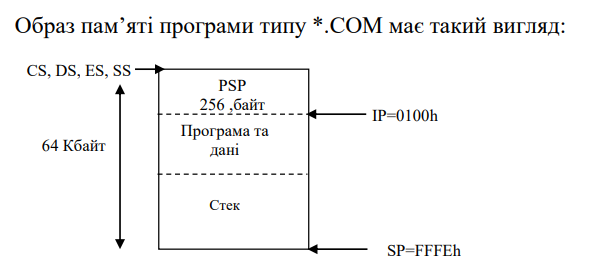 Образ пам’яті програми типу *.COM має такий вигляд:
CS, DS, ES, SS
PSP
256 ,байт
IP=0100h
Програма та
дані
64 Кбайт
Стек
SP=FFFEh